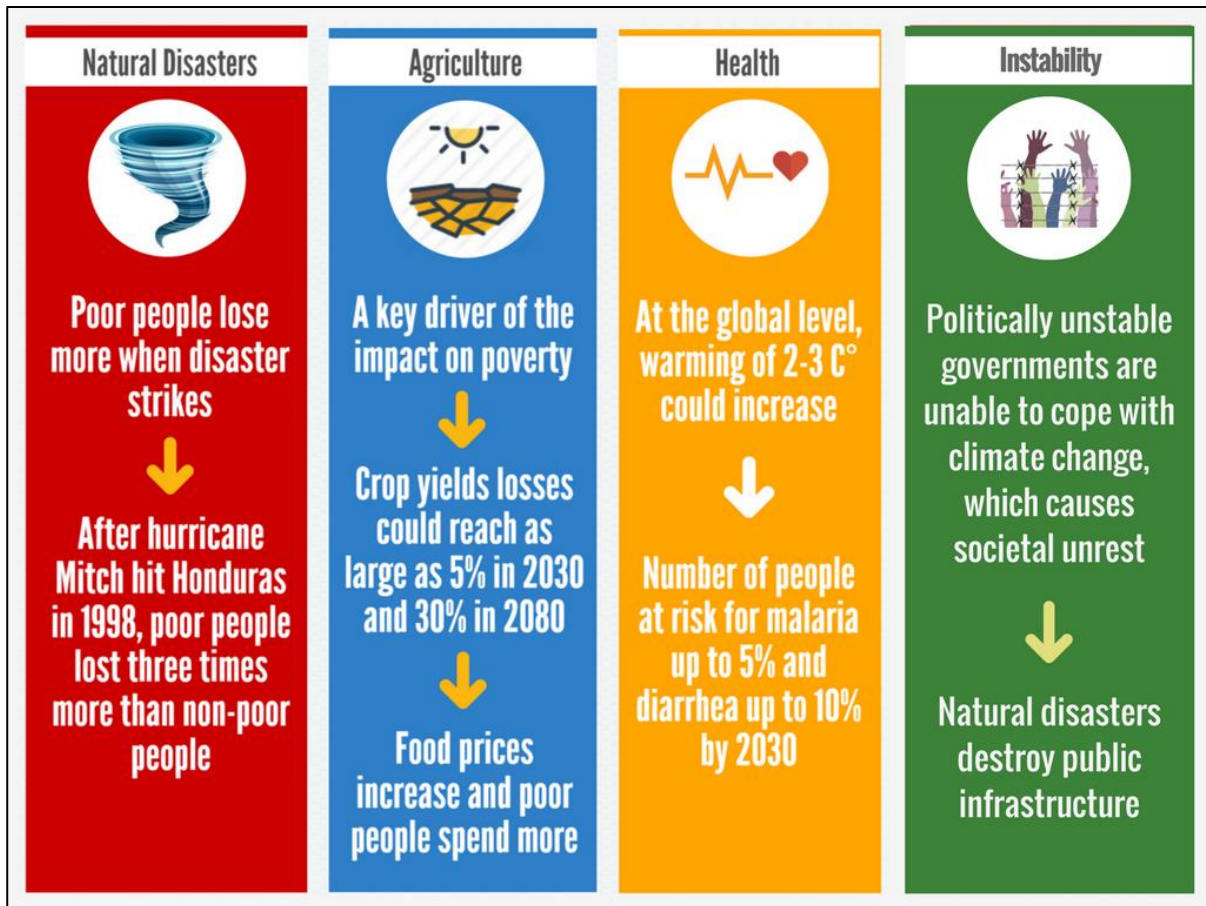 Natural Disasters
Poor people lose
more when disaster
strikes
After hurricane
Mitch hit Honduras
in 1998, poor people
lost three times
more than non-poor
people
Agriculture
A key driver of the
impact on poverty
Crop yields losses
could reach as
large as 5% in 2030
and 30% in 2080
Food prices
increase and poor
people spend more
Health
At the global level,
warming of 2-3 C°
could increase
Number of people
at risk for malaria
up to 5% and
diarrhea up to 10%
by 2030
Instability
Politically unstable
governments are
unable to cope with
climate change,
which causes
societal unrest
Natural disasters
destroy public
infrastructure